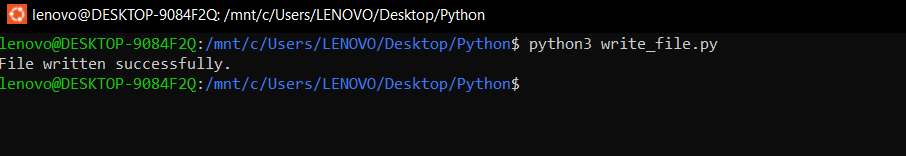 lenovo@DESKTOP-9084F2Q: /mnt/c/Users/LENOVO/Desktop/Python
lenovo@DESKTOP-9084F2Q:/mnt/c/Users/LENOVO/Desktop/Python$ python3 write_file.py
File written successfully.
lenovo@DESKTOP-9084F2Q:/mnt/c/Users/LENOVO/Desktop/Python$